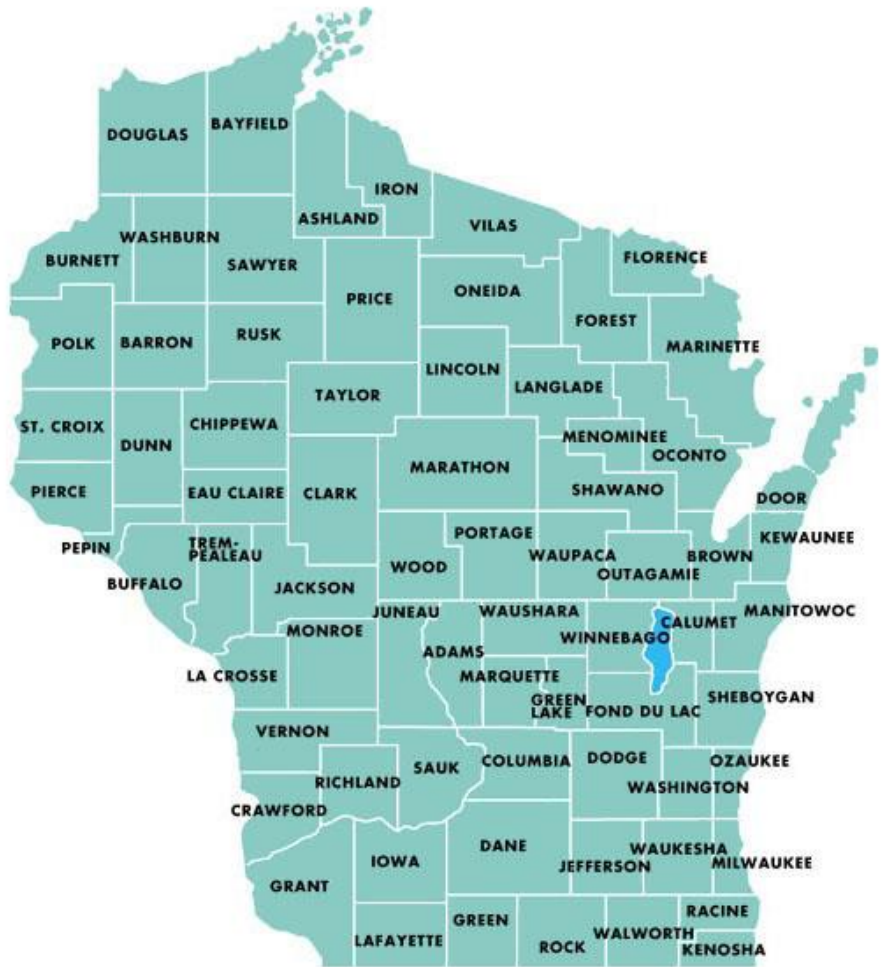 BAYFIELD
DOUGLAS
IRON
ASHLAND
VILAS
WASHBURN
BURNETT
SAWYER
FLORENCE
PRICE
ONEIDA
FOREST
POLK
BARRON
RUSK
MARINETTE
LINCOLN
LANGLADE
TAYLOR
ST. CROIX
CHIPPEWA
DUNN
MENOMINEE
OCONTO
MARATHON
PIERCE
EAU CLAIRE
CLARK
SHAWANO
DOOR
PORTAGE
KEWAUNEE
PEPIN
TREM-
PEALEAU
WAUPACA
BROWN
WOOD
OUTAGAMIE
BUFFALO
JACKSON
JUNEAU
WAUSHARA
MANITOWOC
CALUMET
MONROE
WINNEBAGO
ADAMS
LA CROSSE
MARQUETTE
GREEN
LAKE
FOND DU LAC
SHEBOYGAN
VERNON
COLUMBIA
DODGE
OZAUKEE
SAUK
RICHLAND
WASHINGTON
CRAWFORD
DANE
WAUKESHA
IOWA
JEFFERSON
MILWAUKEE
GRANT
RACINE
GREEN
WALWORTH
LAFAYETTE
ROCK
KENOSHA